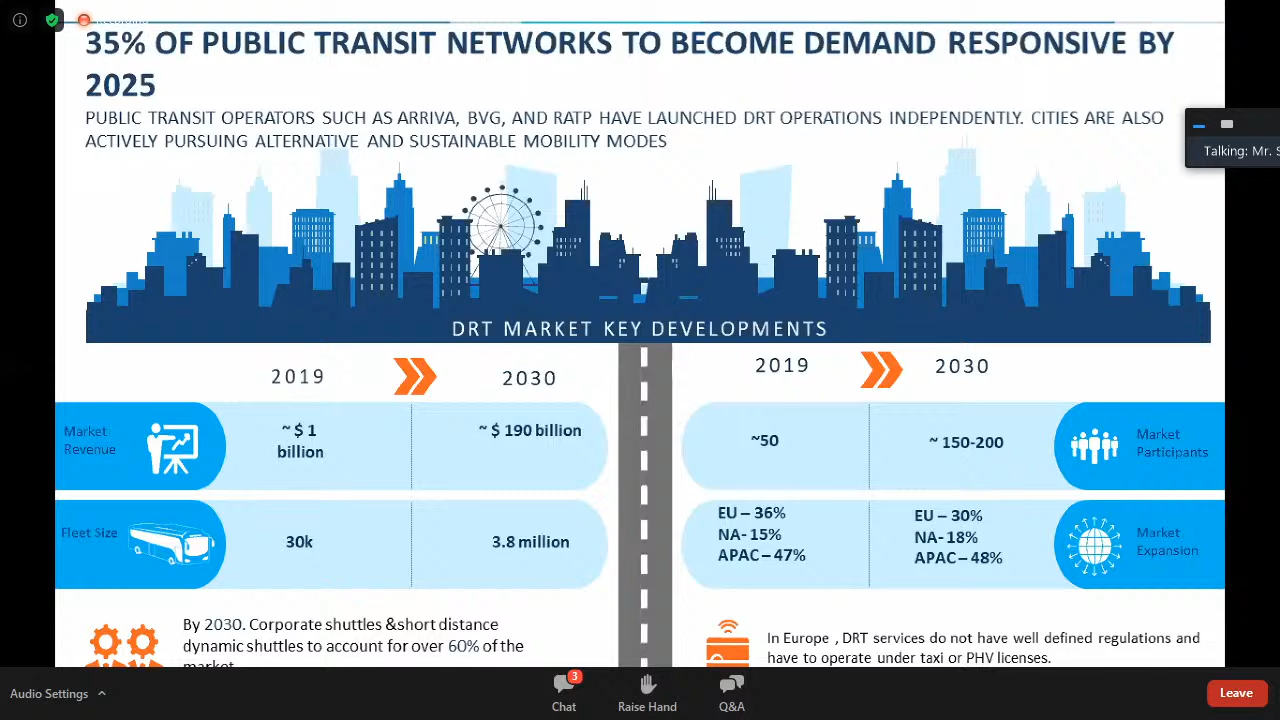 Recording
35% OF PUBLIC TRANSIT NETWORKS TO BECOME DEMAND RESPONSIVE BY
2025
PUBLIC TRANSIT OPERATORS SUCH AS ARRIVA, BVG, AND RATP HAVE LAUNCHED DRT OPERATIONS INDEPENDENTLY. CITIES ARE ALSO
ACTIVELY PURSUING ALTERNATIVE AND SUSTAINABLE MOBILITY MODES
Talking: Mr. S
DRT MARKET KEY DEVELOPMENTS
2019
2030
Market
Revenue
~ $ 1
billion
~ $ 190 billion
Fleet Size
30k
3.8 million
2019
2030
~50
~ 150-200
Market
Participants
EU – 36%
NA- 15%
APAC – 47%
EU – 30%
NA- 18%
APAC – 48%
Market
Expansion
By 2030. Corporate shuttles &short distance
dynamic shuttles to account for over 60% of the
market
In Europe , DRT services do not have well defined regulations and
have to operate under taxi or PHV licenses.
Audio Settings
3
Chat
Raise Hand
Q&A
Leave